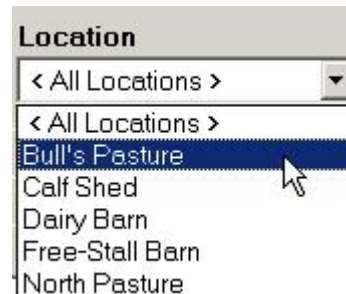 Location
< All Locations >
< All Locations >
Bull's Pasture
Calf Shed
Dairy Barn
Free-Stall Barn
North Pasture